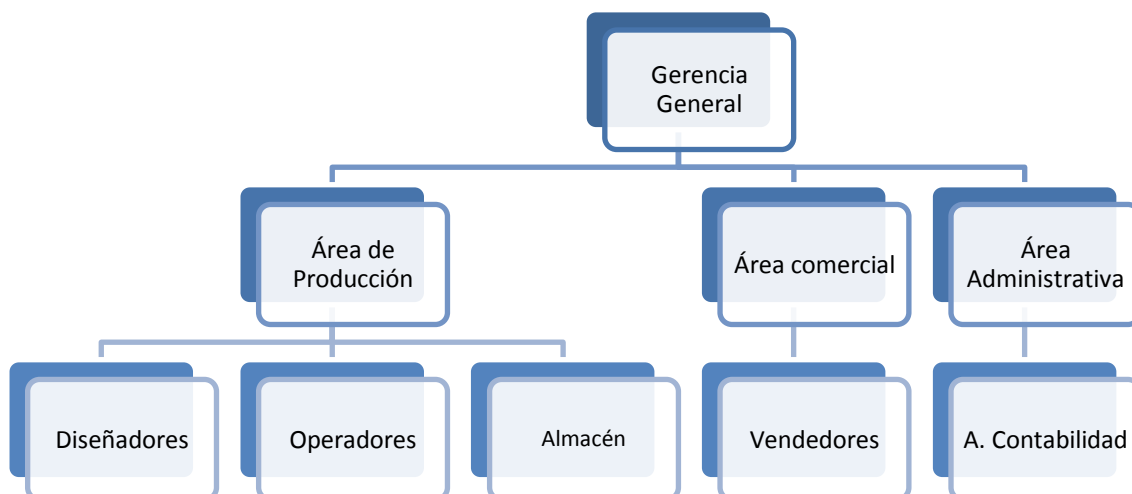 Gerencia
General
Área de
Producción
Área comercial
Área
Administrativa
Diseñadores
Operadores
Almacén
Vendedores
A. Contabilidad